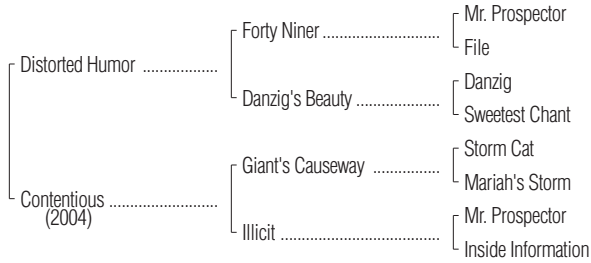 Mr. Prospector
Forty Niner ..............................
File
Distorted Humor ...................
Danzig
Danzig's Beauty .....................
Sweetest Chant
Storm Cat
Giant's Causeway .................
Mariah's Storm
Contentious ...........................
(2004)
Mr. Prospector
Illicit ........................................
Inside Information